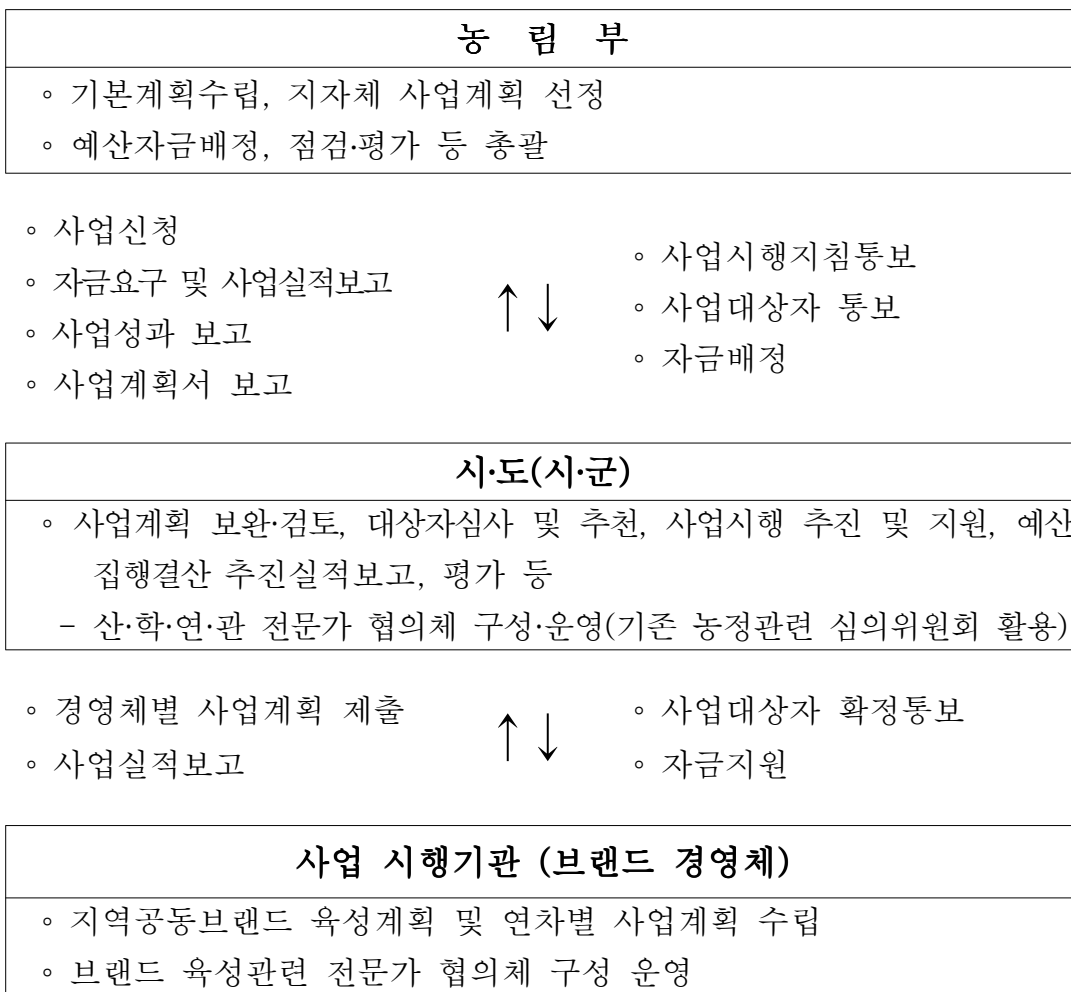 농 림 부
◦ 기본계획수립, 지자체 사업계획 선정
◦ 예산자금배정, 점검·평가 등 총괄
◦ 사업신청
◦ 자금요구 및 사업실적보고
◦ 사업성과 보고
◦ 사업계획서 보고
↑↓
◦ 사업시행지침통보
◦ 사업대상자 통보
◦ 자금배정
시·도(시·군)
◦ 사업계획 보완·검토, 대상자심사 및 추천, 사업시행 추진 및 지원, 예산
집행결산 추진실적보고, 평가 등
- 산·학·연·관 전문가 협의체 구성·운영(기존 농정관련 심의위원회 활용)
◦ 경영체별 사업계획 제출
◦ 사업실적보고
↑↓
◦ 사업대상자 확정통보
◦ 자금지원
사업 시행기관 (브랜드 경영체)
◦ 지역공동브랜드 육성계획 및 연차별 사업계획 수립
◦ 브랜드 육성관련 전문가 협의체 구성 운영